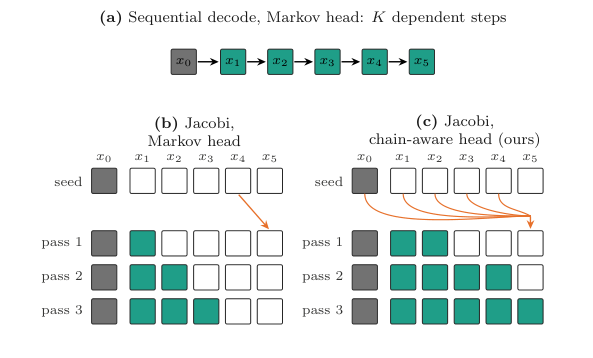 (a) Sequential decode, Markov head: K dependent steps
x₀ x₁ x₂ x₃ x₄ x₅
(b) Jacobi,
Markov head
x₀ x₁ x₂ x₃ x₄ x₅
seed
pass 1
pass 2
pass 3
(c) Jacobi,
chain-aware head (ours)
x₀ x₁ x₂ x₃ x₄ x₅
seed
pass 1
pass 2
pass 3